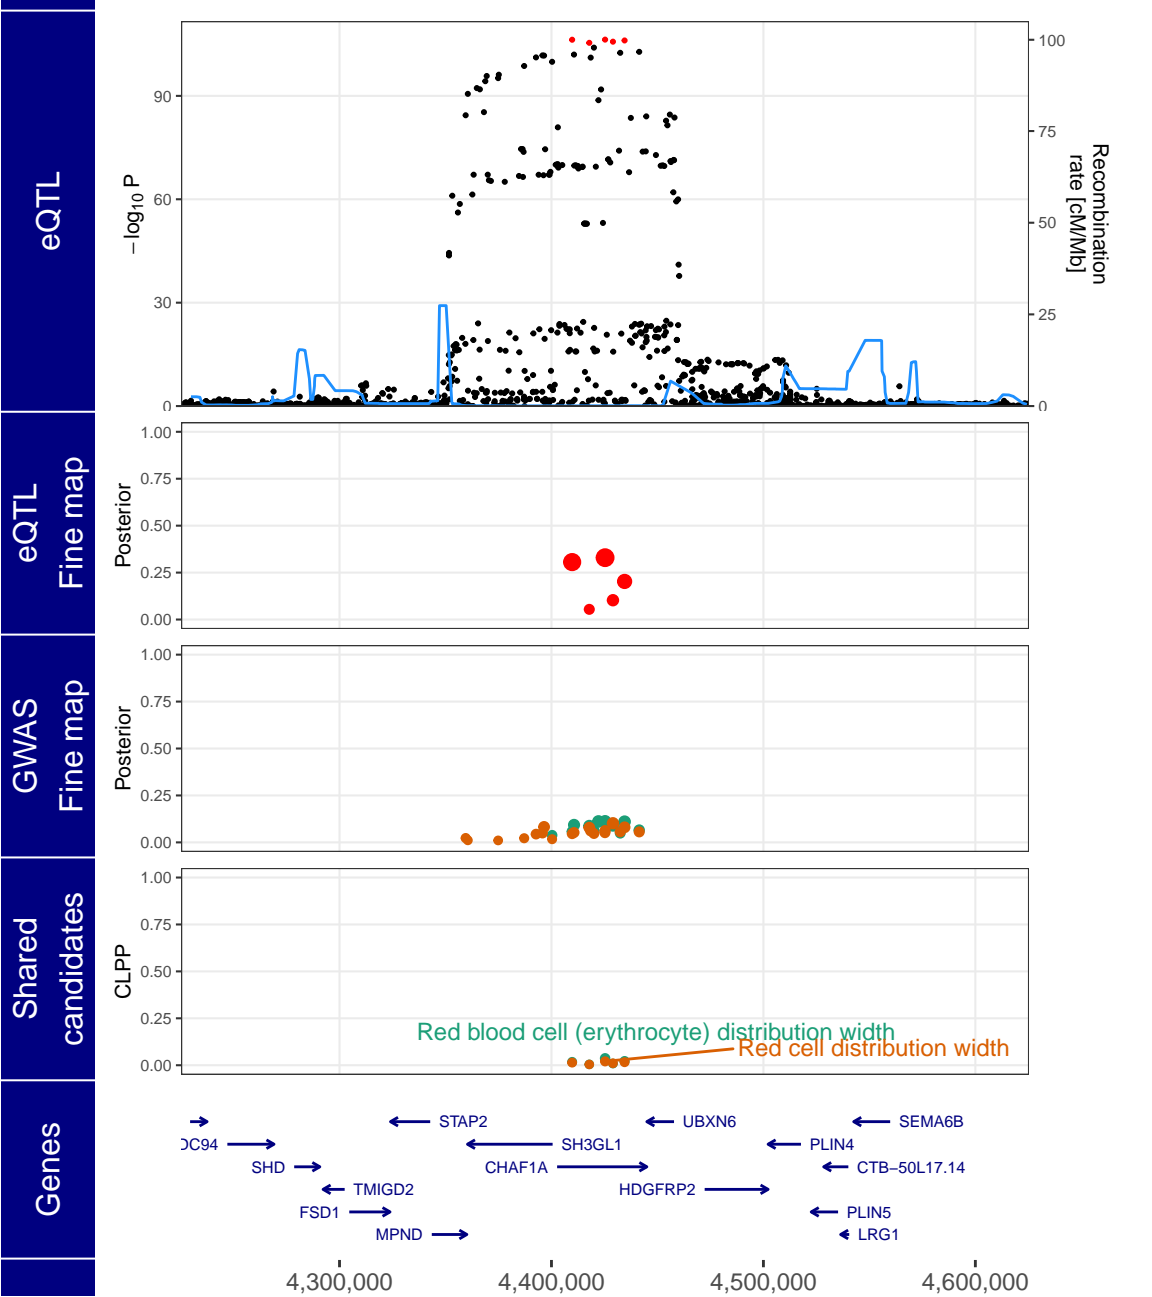 eQTL
−log10 P
90
60
30
0
100
75
50
25
0
Recombination
rate [cM/Mb]
eQTL
Fine map
Posterior
1.00
0.75
0.50
0.25
0.00
GWAS
Fine map
Posterior
1.00
0.75
0.50
0.25
0.00
Shared
candidates
CLPP
1.00
0.75
0.50
0.25
0.00
Red blood cell (erythrocyte) distribution width
Red cell distribution width
Genes
STAP2
UBXN6
SEMA6B
DC94
SH3GL1
PLIN4
SHD
CHAF1A
CTB−50L17.14
TMIGD2
HDGFRP2
FSD1
PLIN5
MPND
LRG1
4,300,000
4,400,000
4,500,000
4,600,000